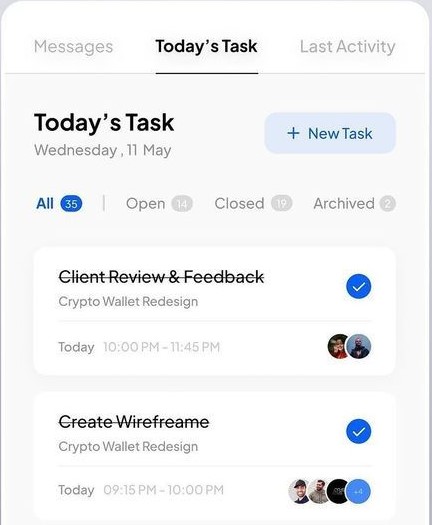 Messages Today’s Task Last Activity
Today’s Task
+ New Task
Wednesday , 11 May
All 35 | Open 14 Closed 19 Archived 2
Client Review & Feedback
Crypto Wallet Redesign
Today 10:00 PM - 11:45 PM
Create Wirefreame
Crypto Wallet Redesign
Today 09:15 PM - 10:00 PM +4